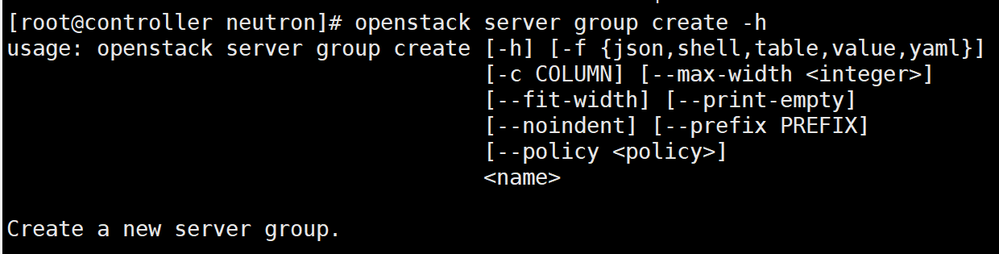 [root@controller neutron]# openstack server group create -h
usage: openstack server group create [-h] [-f {json,shell,table,value,yaml}]
[-c COLUMN] [--max-width <integer>]
[--fit-width] [--print-empty]
[--noindent] [--prefix PREFIX]
[--policy <policy>]
<name>
Create a new server group.